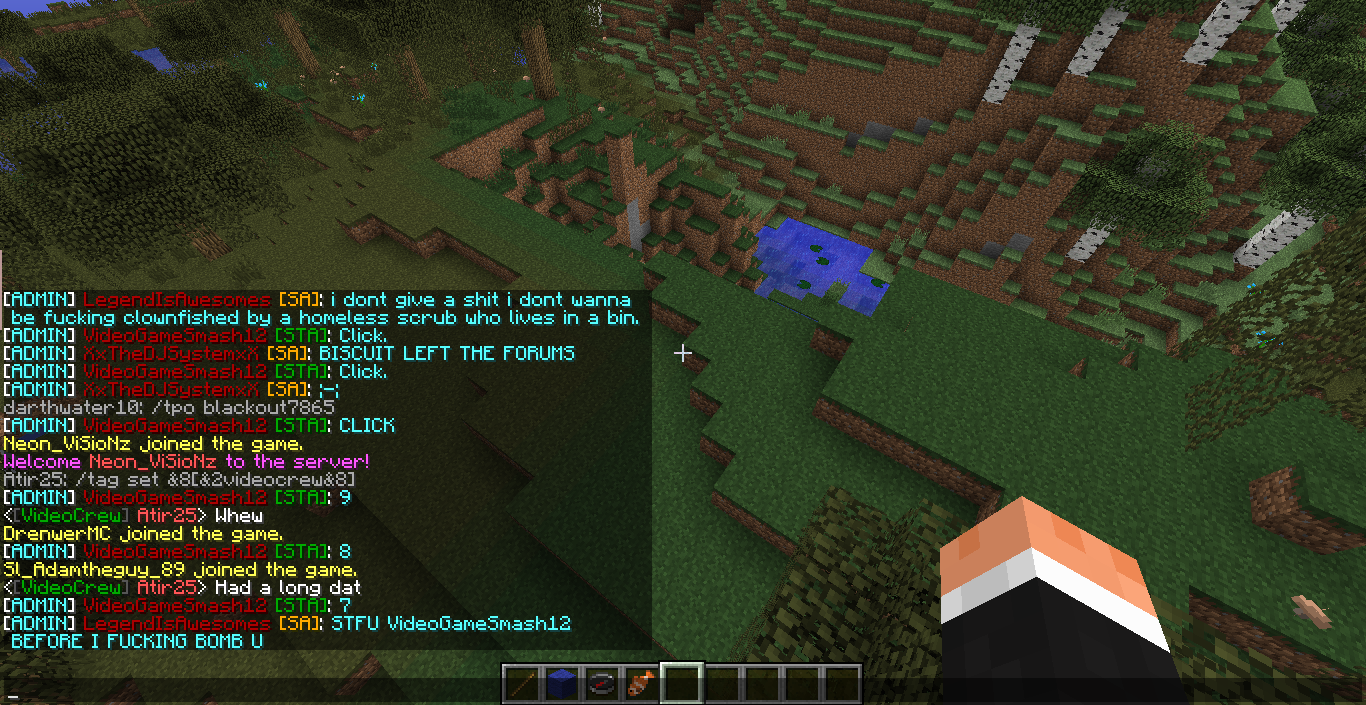 [ADMIN] LegendIsAwesomes [SA]: i dont give a shit i dont wanna
be fucking clownfished by a homeless scrub who lives in a bin.
[ADMIN] VideoGameSmash12 [STA]: Click.
[ADMIN] XxTheDJSystemxX [SA]: BISCUIT LEFT THE FORUMS
[ADMIN] VideoGameSmash12 [STA]: Click.
[ADMIN] XxTheDJSystemxX [SA]: ;-;
darthwater10: /tpo blackout7865
[ADMIN] VideoGameSmash12 [STA]: CLICK
Neon_ViSioNz joined the game.
Welcome Neon_ViSioNz to the server!
Atir25: /tag set &8[&2videocrew&8]
[ADMIN] VideoGameSmash12 [STA]: 9
<[VideoCrew] Atir25> Whew
DrenwerMC joined the game.
[ADMIN] VideoGameSmash12 [STA]: 8
Sl_Adamtheguy_89 joined the game.
<[VideoCrew] Atir25> Had a long dat
[ADMIN] VideoGameSmash12 [STA]: 7
[ADMIN] LegendIsAwesomes [SA]: STFU VideoGameSmash12
BEFORE I FUCKING BOMB U
_